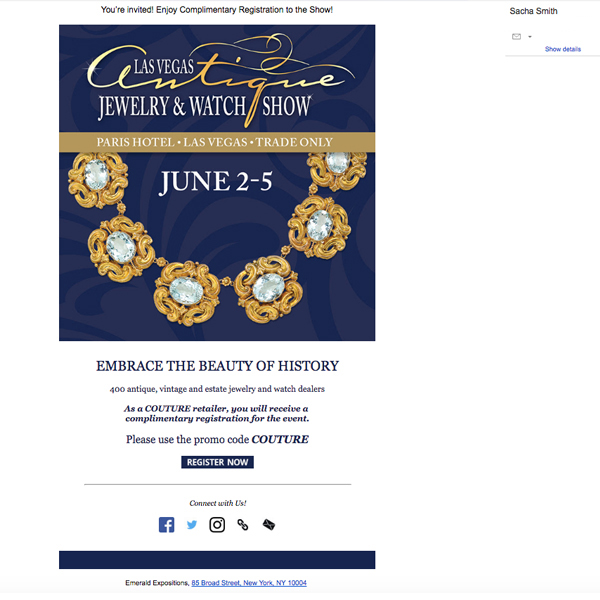 You're invited! Enjoy Complimentary Registration to the Show!
Sacha Smith
Show details
LAS VEGAS
Antique
JEWELRY & WATCH SHOW
PARIS HOTEL • LAS VEGAS • TRADE ONLY
JUNE 2-5
EMBRACE THE BEAUTY OF HISTORY
400 antique, vintage and estate jewelry and watch dealers
As a COUTURE retailer, you will receive a
complimentary registration for the event.
Please use the promo code COUTURE
REGISTER NOW
Connect with Us!
Emerald Expositions, 85 Broad Street, New York, NY 10004